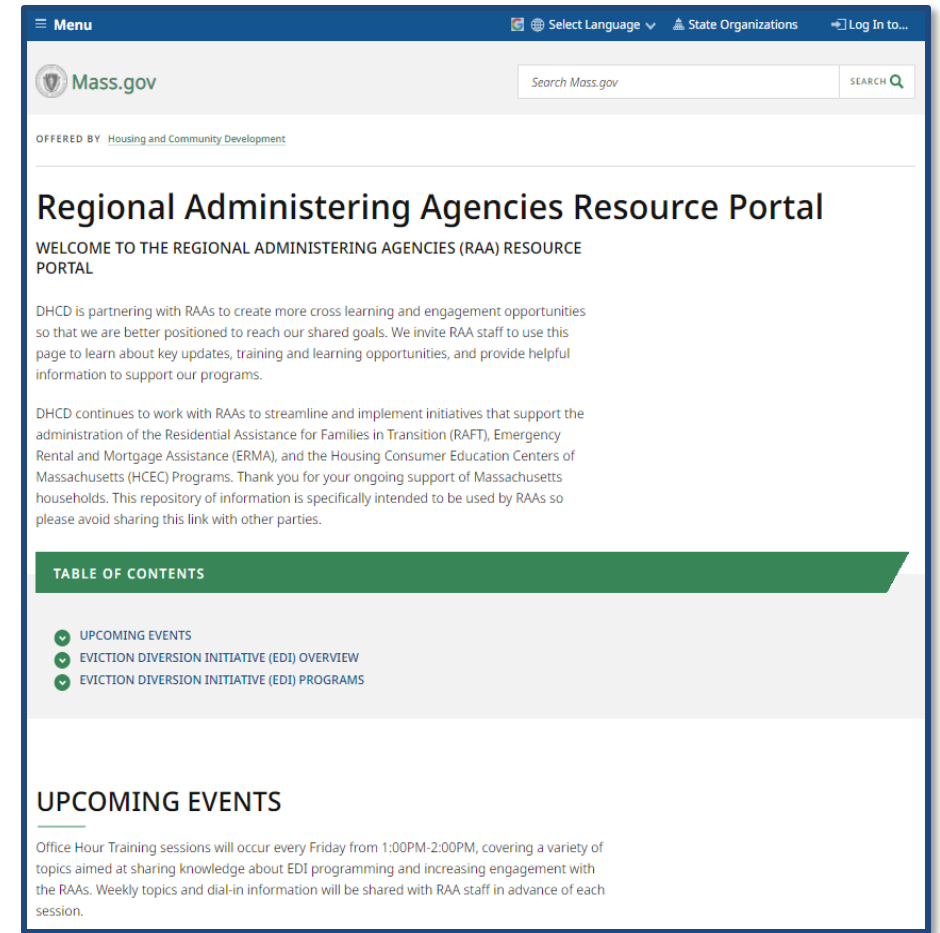 Menu
Select Language
State Organizations
Log In to...
Mass.gov
Search Mass.gov
SEARCH
OFFERED BY Housing and Community Development
Regional Administering Agencies Resource Portal
WELCOME TO THE REGIONAL ADMINISTERING AGENCIES (RAA) RESOURCE
PORTAL
DHCD is partnering with RAAs to create more cross learning and engagement opportunities
so that we are better positioned to reach our shared goals. We invite RAA staff to use this
page to learn about key updates, training and learning opportunities, and provide helpful
information to support our programs.
DHCD continues to work with RAAs to streamline and implement initiatives that support the
administration of the Residential Assistance for Families in Transition (RAFT), Emergency
Rental and Mortgage Assistance (ERMA), and the Housing Consumer Education Centers of
Massachusetts (HCEC) Programs. Thank you for your ongoing support of Massachusetts
households. This repository of information is specifically intended to be used by RAAs so
please avoid sharing this link with other parties.
TABLE OF CONTENTS
UPCOMING EVENTS
EVICTION DIVERSION INITIATIVE (EDI) OVERVIEW
EVICTION DIVERSION INITIATIVE (EDI) PROGRAMS
UPCOMING EVENTS
Office Hour Training sessions will occur every Friday from 1:00PM-2:00PM, covering a variety of
topics aimed at sharing knowledge about EDI programming and increasing engagement with
the RAAs. Weekly topics and dial-in information will be shared with RAA staff in advance of each
session.